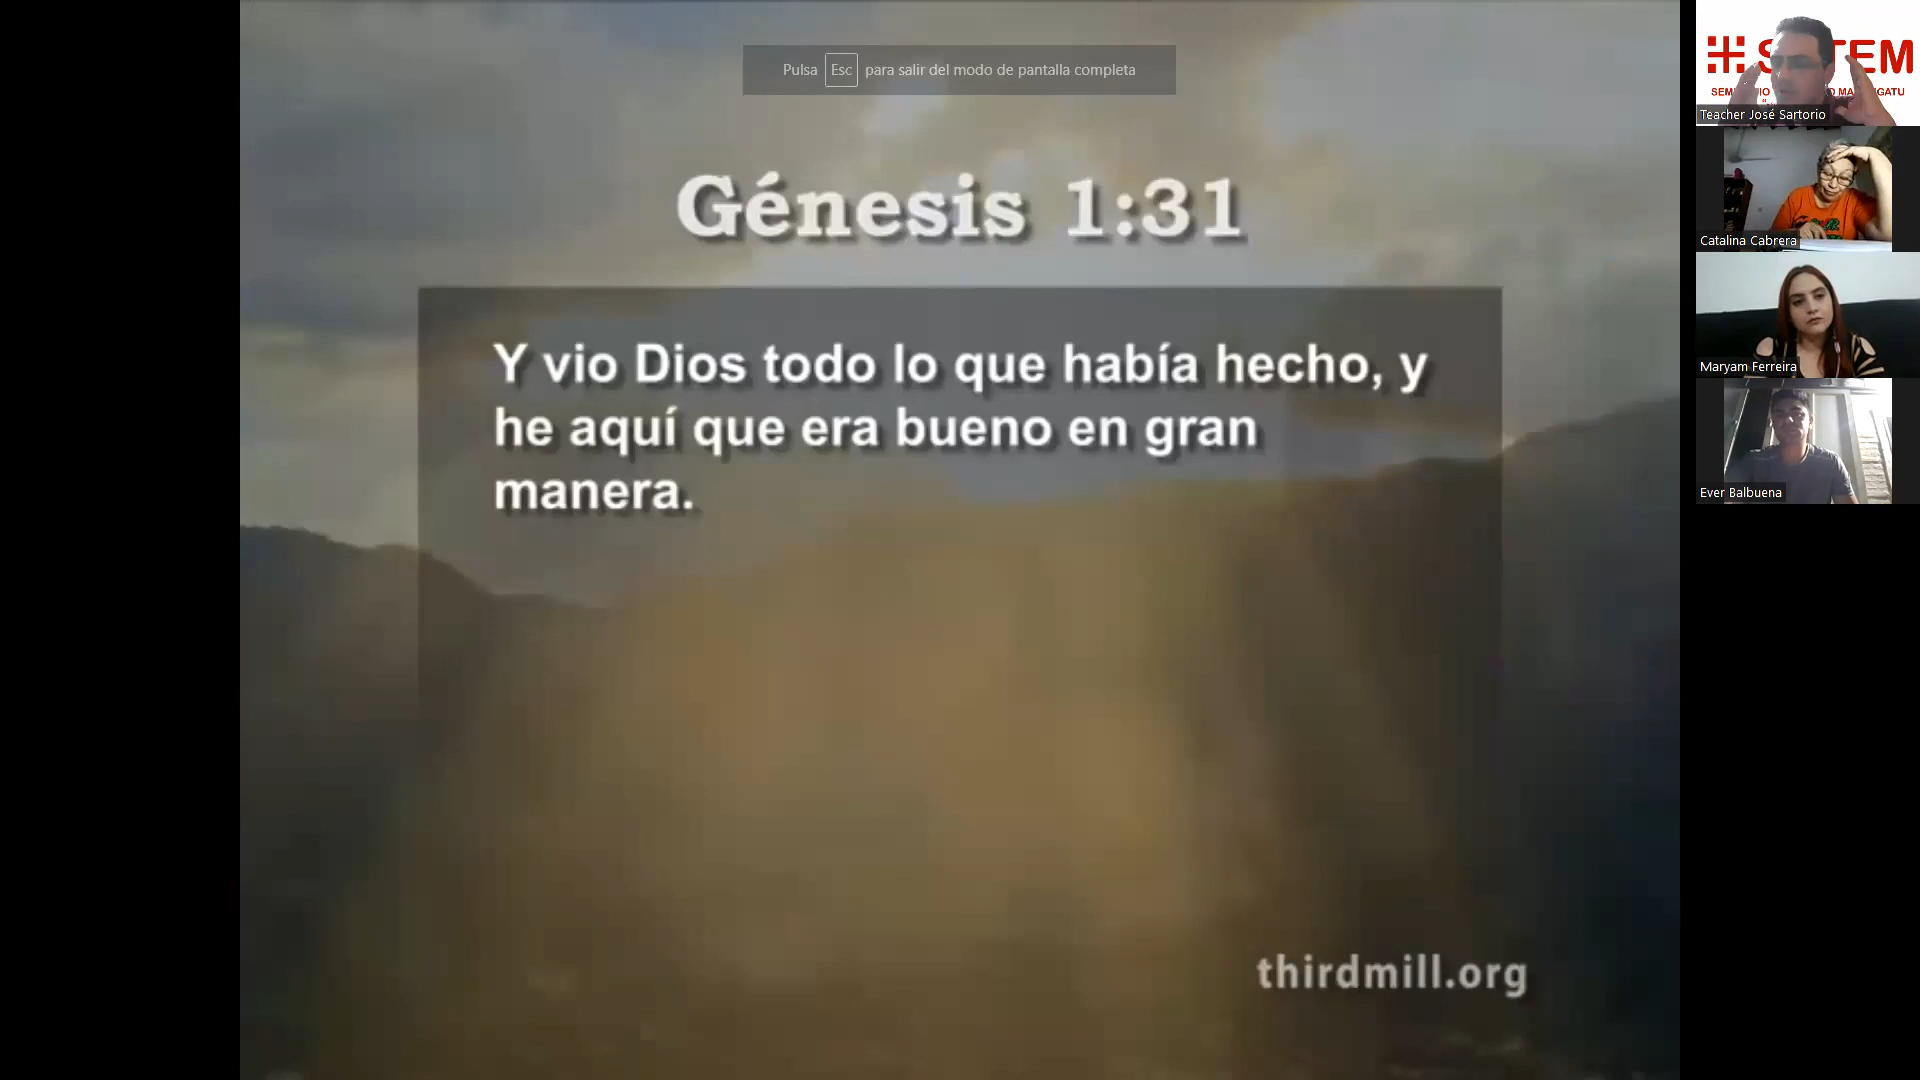 Pulsa Esc para salir del modo de pantalla completa
Génesis 1:31
Y vio Dios todo lo que había hecho, y
he aquí que era bueno en gran
manera.
thirdmill.org
Teacher José Sartorio
Catalina Cabrera
Maryam Ferreira
Ever Balbuena